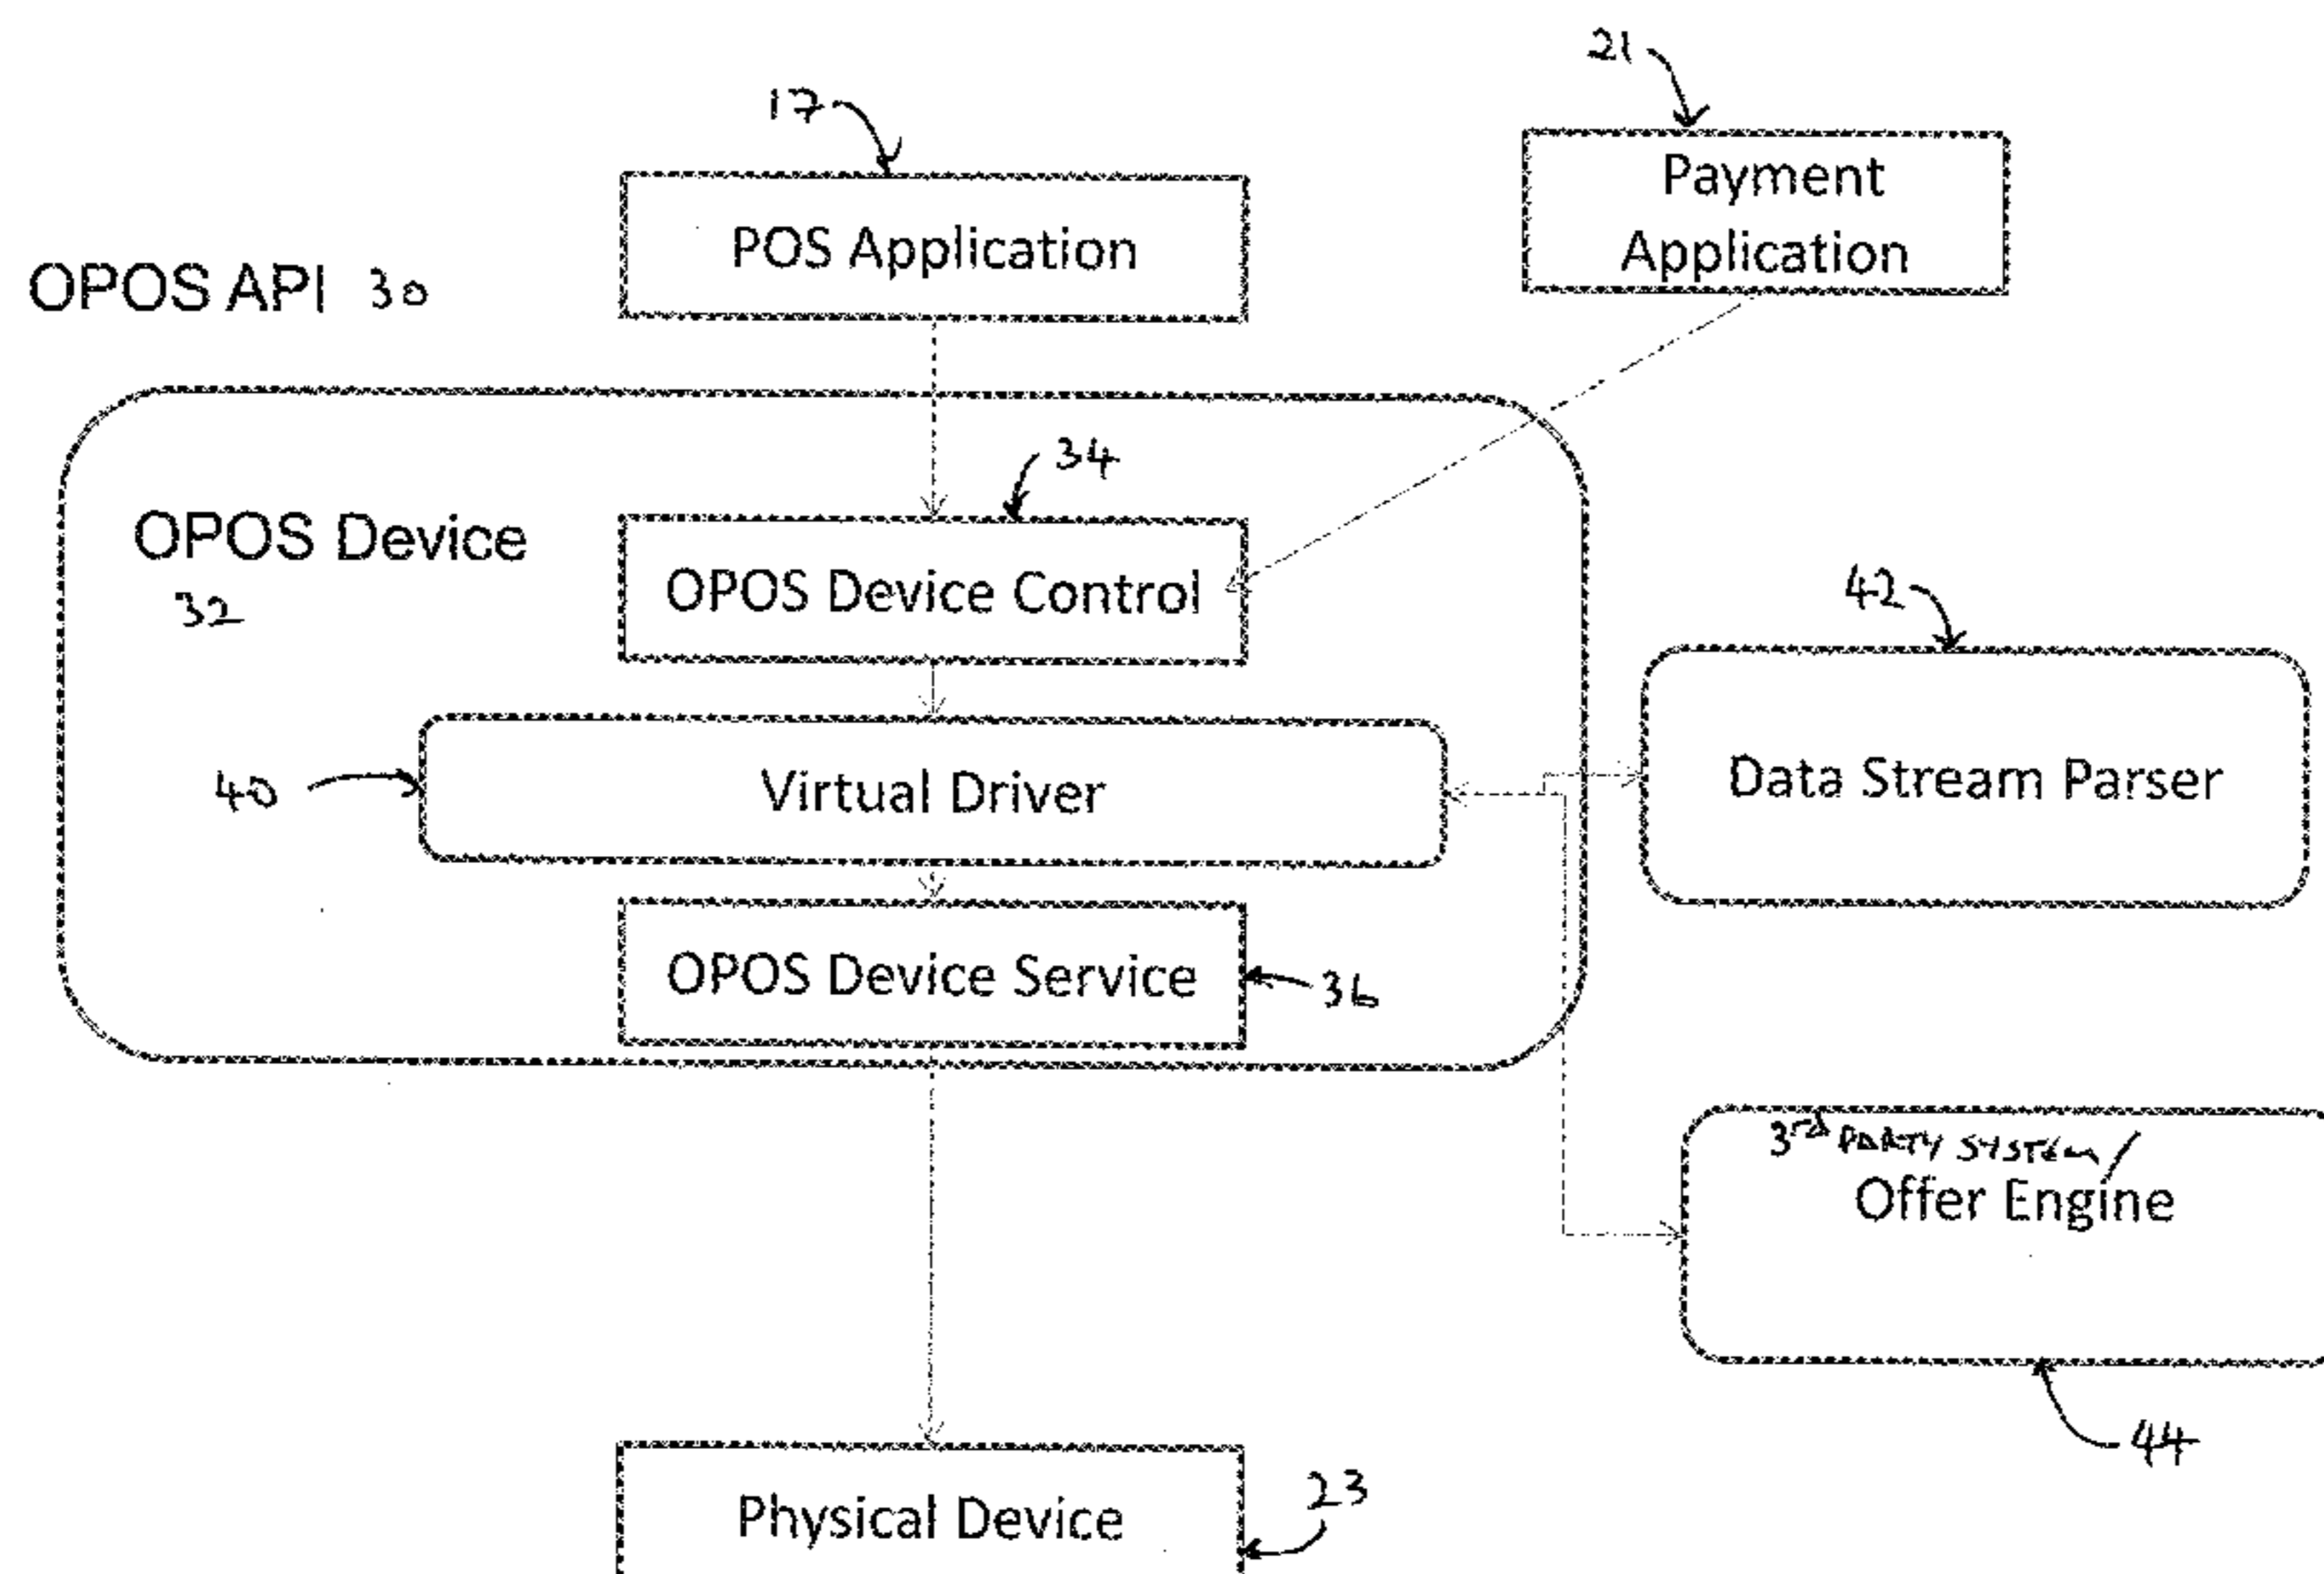 21
17
Payment
Application
POS Application
OPOS API 30
34
OPOS Device
32
OPOS Device Control
42
40
Virtual Driver
Data Stream Parser
OPOS Device Service
36
3rd PARTY SYSTEM/
Offer Engine
44
Physical Device
23